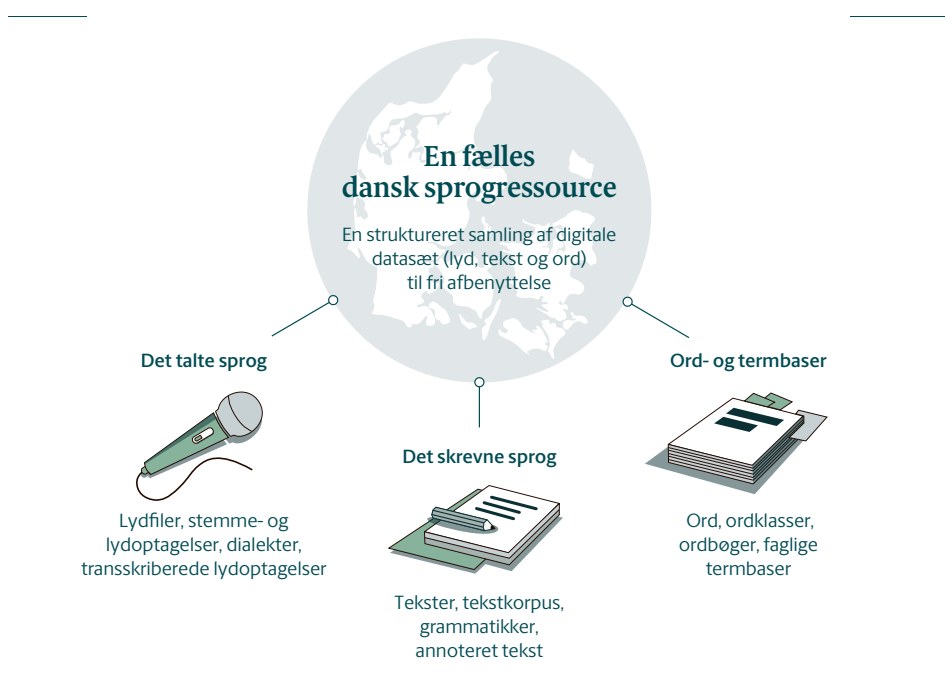 En fælles
dansk sprogressource
En struktureret samling af digitale
datasæt (lyd, tekst og ord)
til fri afbenyttelse
Det talte sprog
Lydfiler, stemme- og
lydoptagelser, dialekter,
transskriberede lydoptagelser
Det skrevne sprog
Tekster, tekstkorpus,
grammatikker,
annoteret tekst
Ord- og termbaser
Ord, ordklasser,
ordbøger, faglige
termbaser